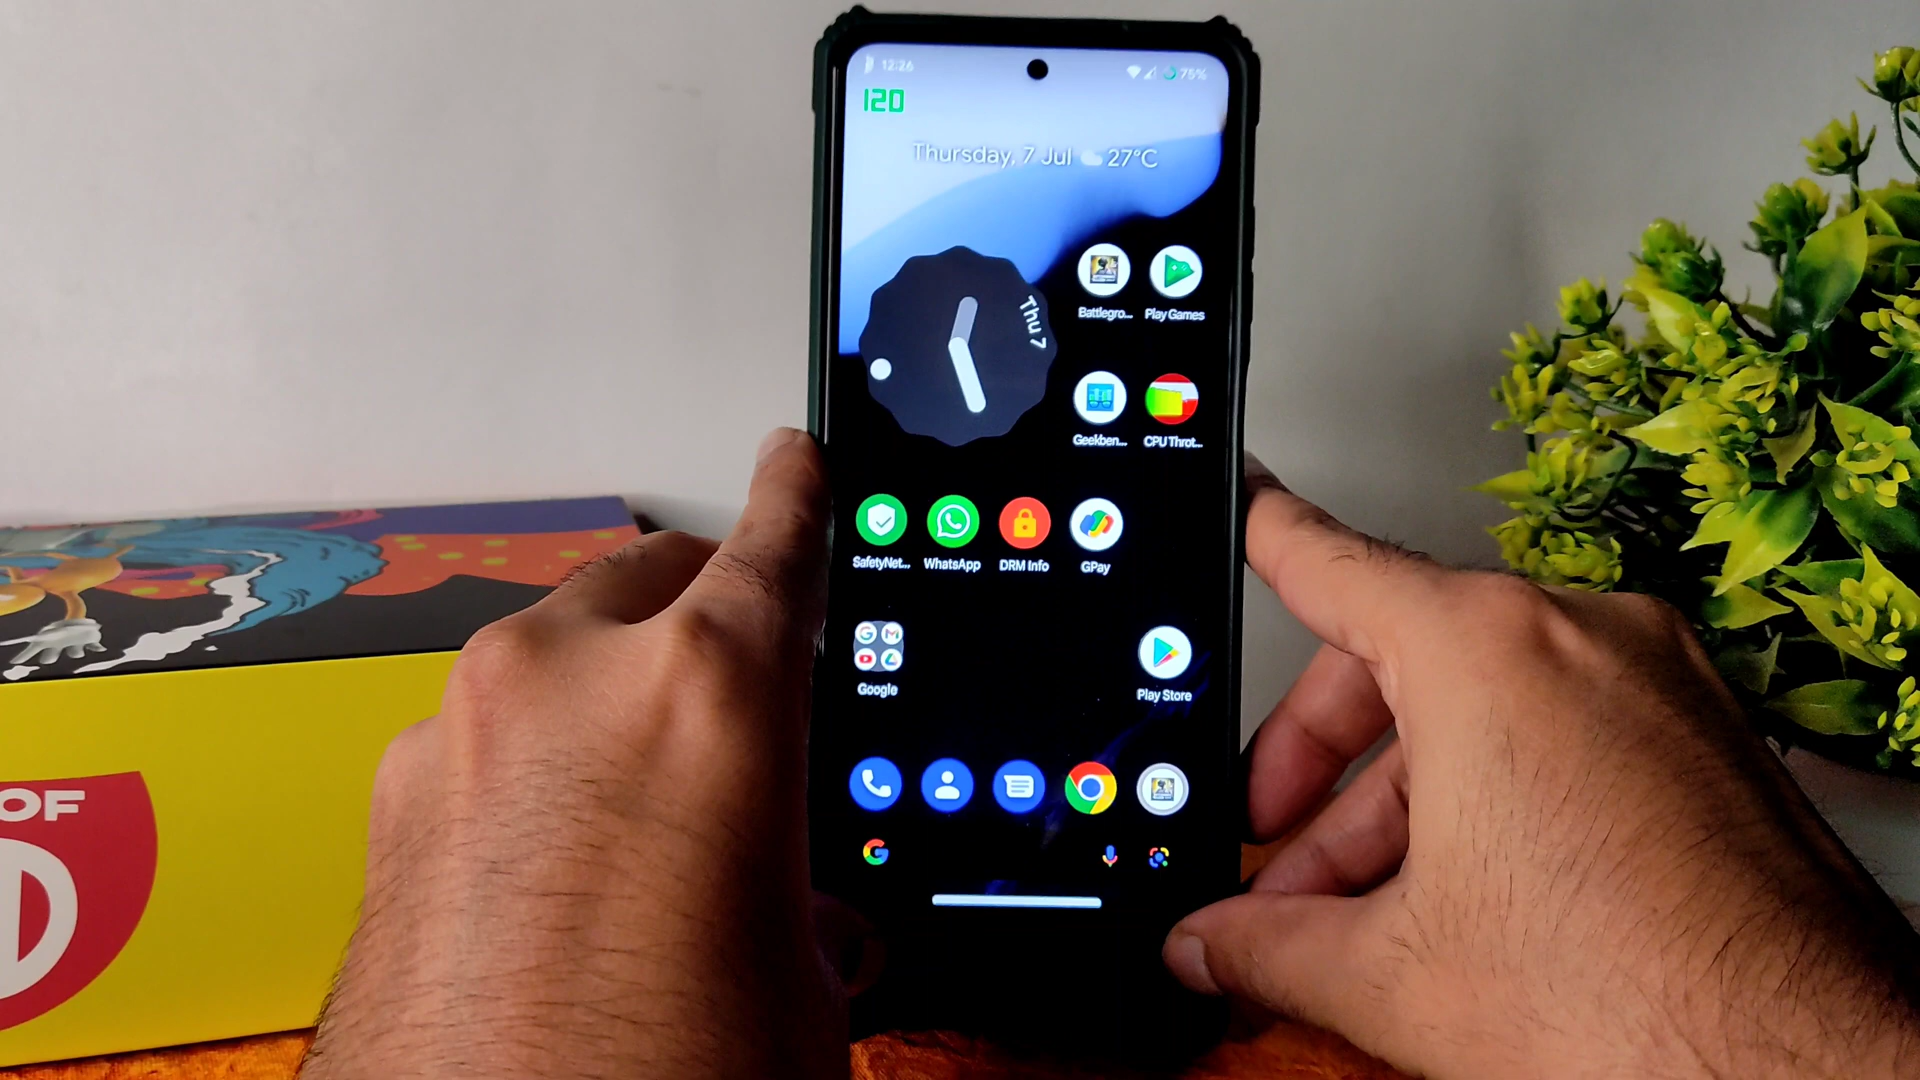 12:26
75%
120
Thursday, 7 Jul 27°C
Thu 7
Battlegro...
Play Games
Geekben...
CPU Throt...
SafetyNet...
WhatsApp
DRM Info
GPay
Google
Play Store
OF